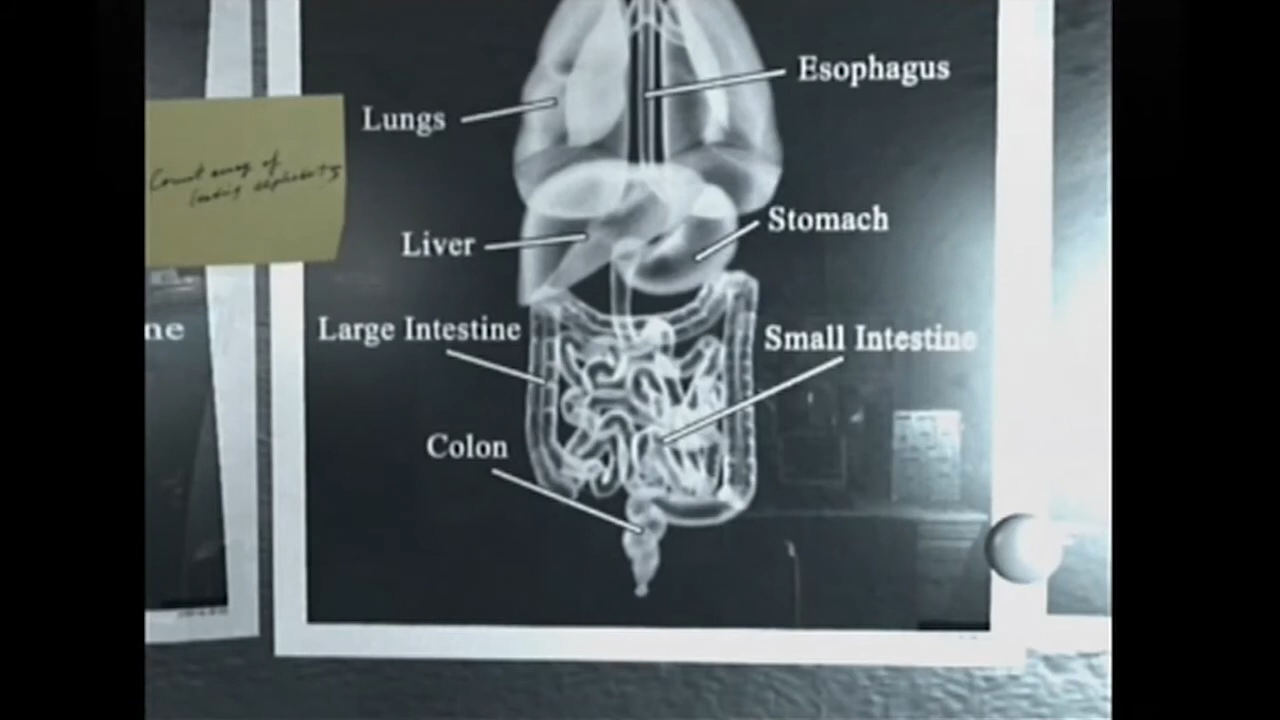 Esophagus
Lungs
Stomach
Liver
ne
Large Intestine
Small Intestine
Colon